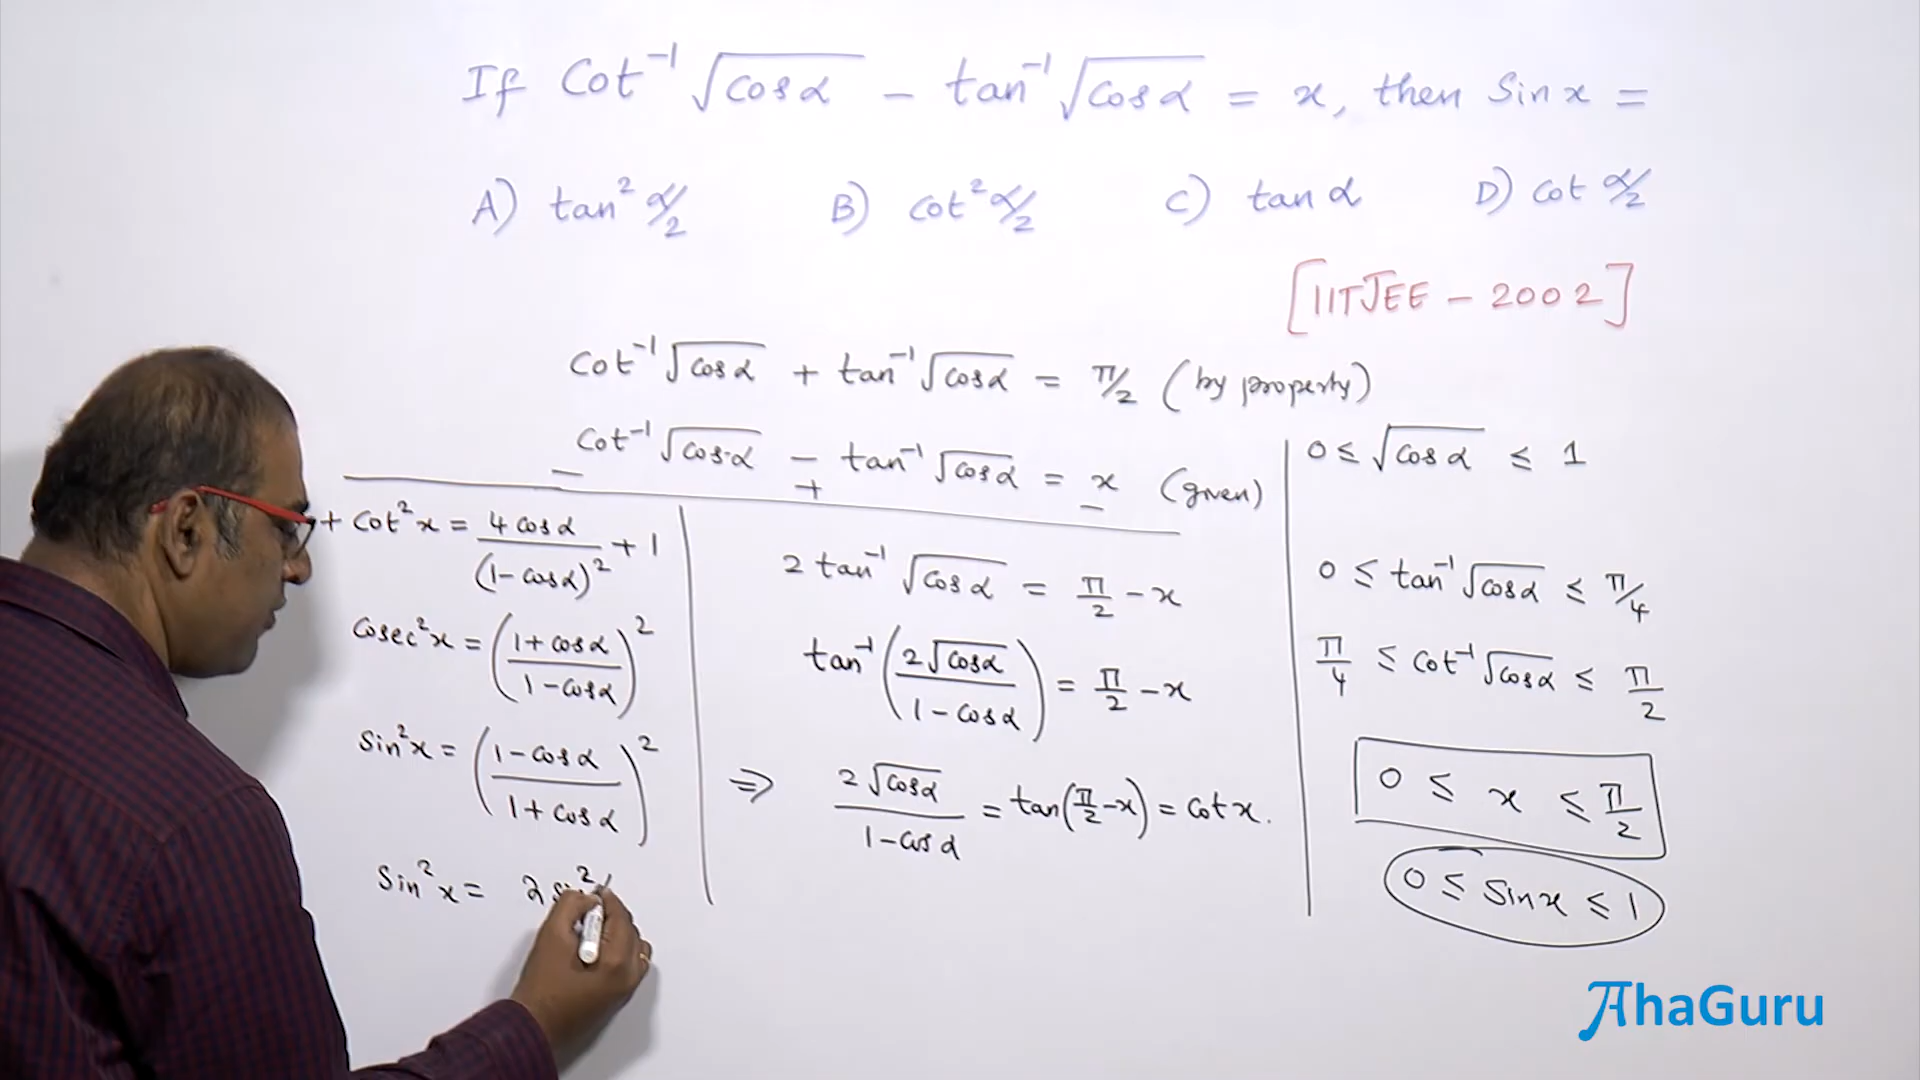 If Cot⁻¹ √cosα − tan⁻¹ √cosα = x, then Sin x =
A) tan² α/2 B) cot² α/2 C) tan α D) cot α/2
[IITJEE − 2002]
cot⁻¹ √cosα + tan⁻¹ √cosα = π/2 (by property)
cot⁻¹ √cosα − tan⁻¹ √cosα = x (given)
− + −
+ cot²x = 4 cosα / (1−cosα)² + 1
cosec²x = ((1+cosα) / (1−cosα))²
Sin²x = ((1−cosα) / (1+cosα))²
Sin²x = 2
2 tan⁻¹ √cosα = π/2 − x
tan⁻¹ (2√cosα / (1−cosα)) = π/2 − x
⇒ 2√cosα / (1−cosα) = tan(π/2−x) = cot x.
0 ≤ √cosα ≤ 1
0 ≤ tan⁻¹ √cosα ≤ π/4
π/4 ≤ cot⁻¹ √cosα ≤ π/2
0 ≤ x ≤ π/2
0 ≤ Sin x ≤ 1
AhaGuru